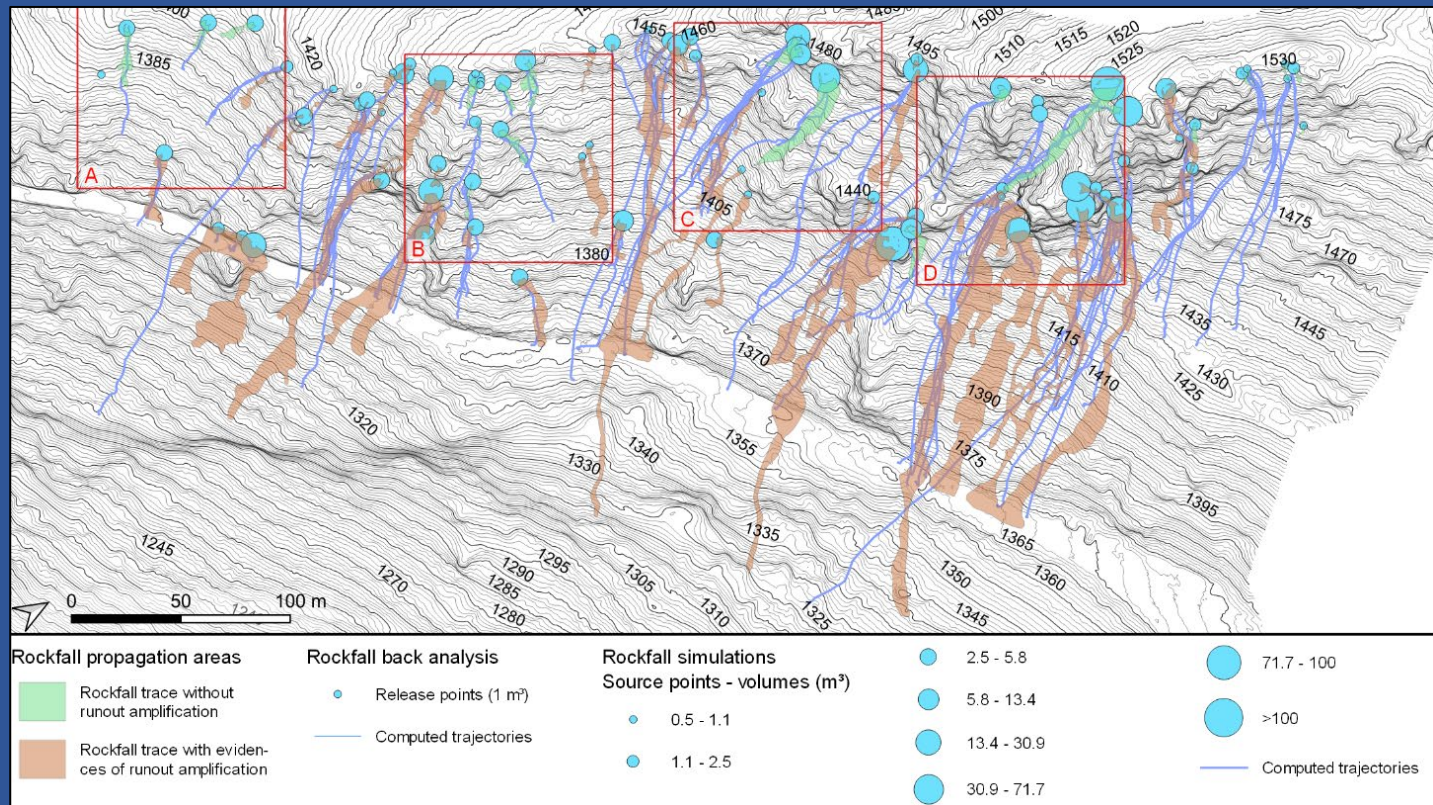 1400
1385
1420
1455
1460
1480
1485
1495
1500
1510
1515
1520
1525
1530
A
B
C
D
1405
1440
1380
1475
1470
1435
1445
1430
1425
1370
1415
1410
1390
1320
1340
1355
1375
1330
1395
1335
1365
1360
1350
1345
1245
1270
1290
1285
1280
1295
1305
1310
1325
0 50 100 m
Rockfall propagation areas
Rockfall trace without
runout amplification
Rockfall trace with eviden-
ces of runout amplification
Rockfall back analysis
Release points (1 m³)
Computed trajectories
Rockfall simulations
Source points - volumes (m³)
0.5 - 1.1
1.1 - 2.5
2.5 - 5.8
5.8 - 13.4
13.4 - 30.9
30.9 - 71.7
71.7 - 100
>100
Computed trajectories